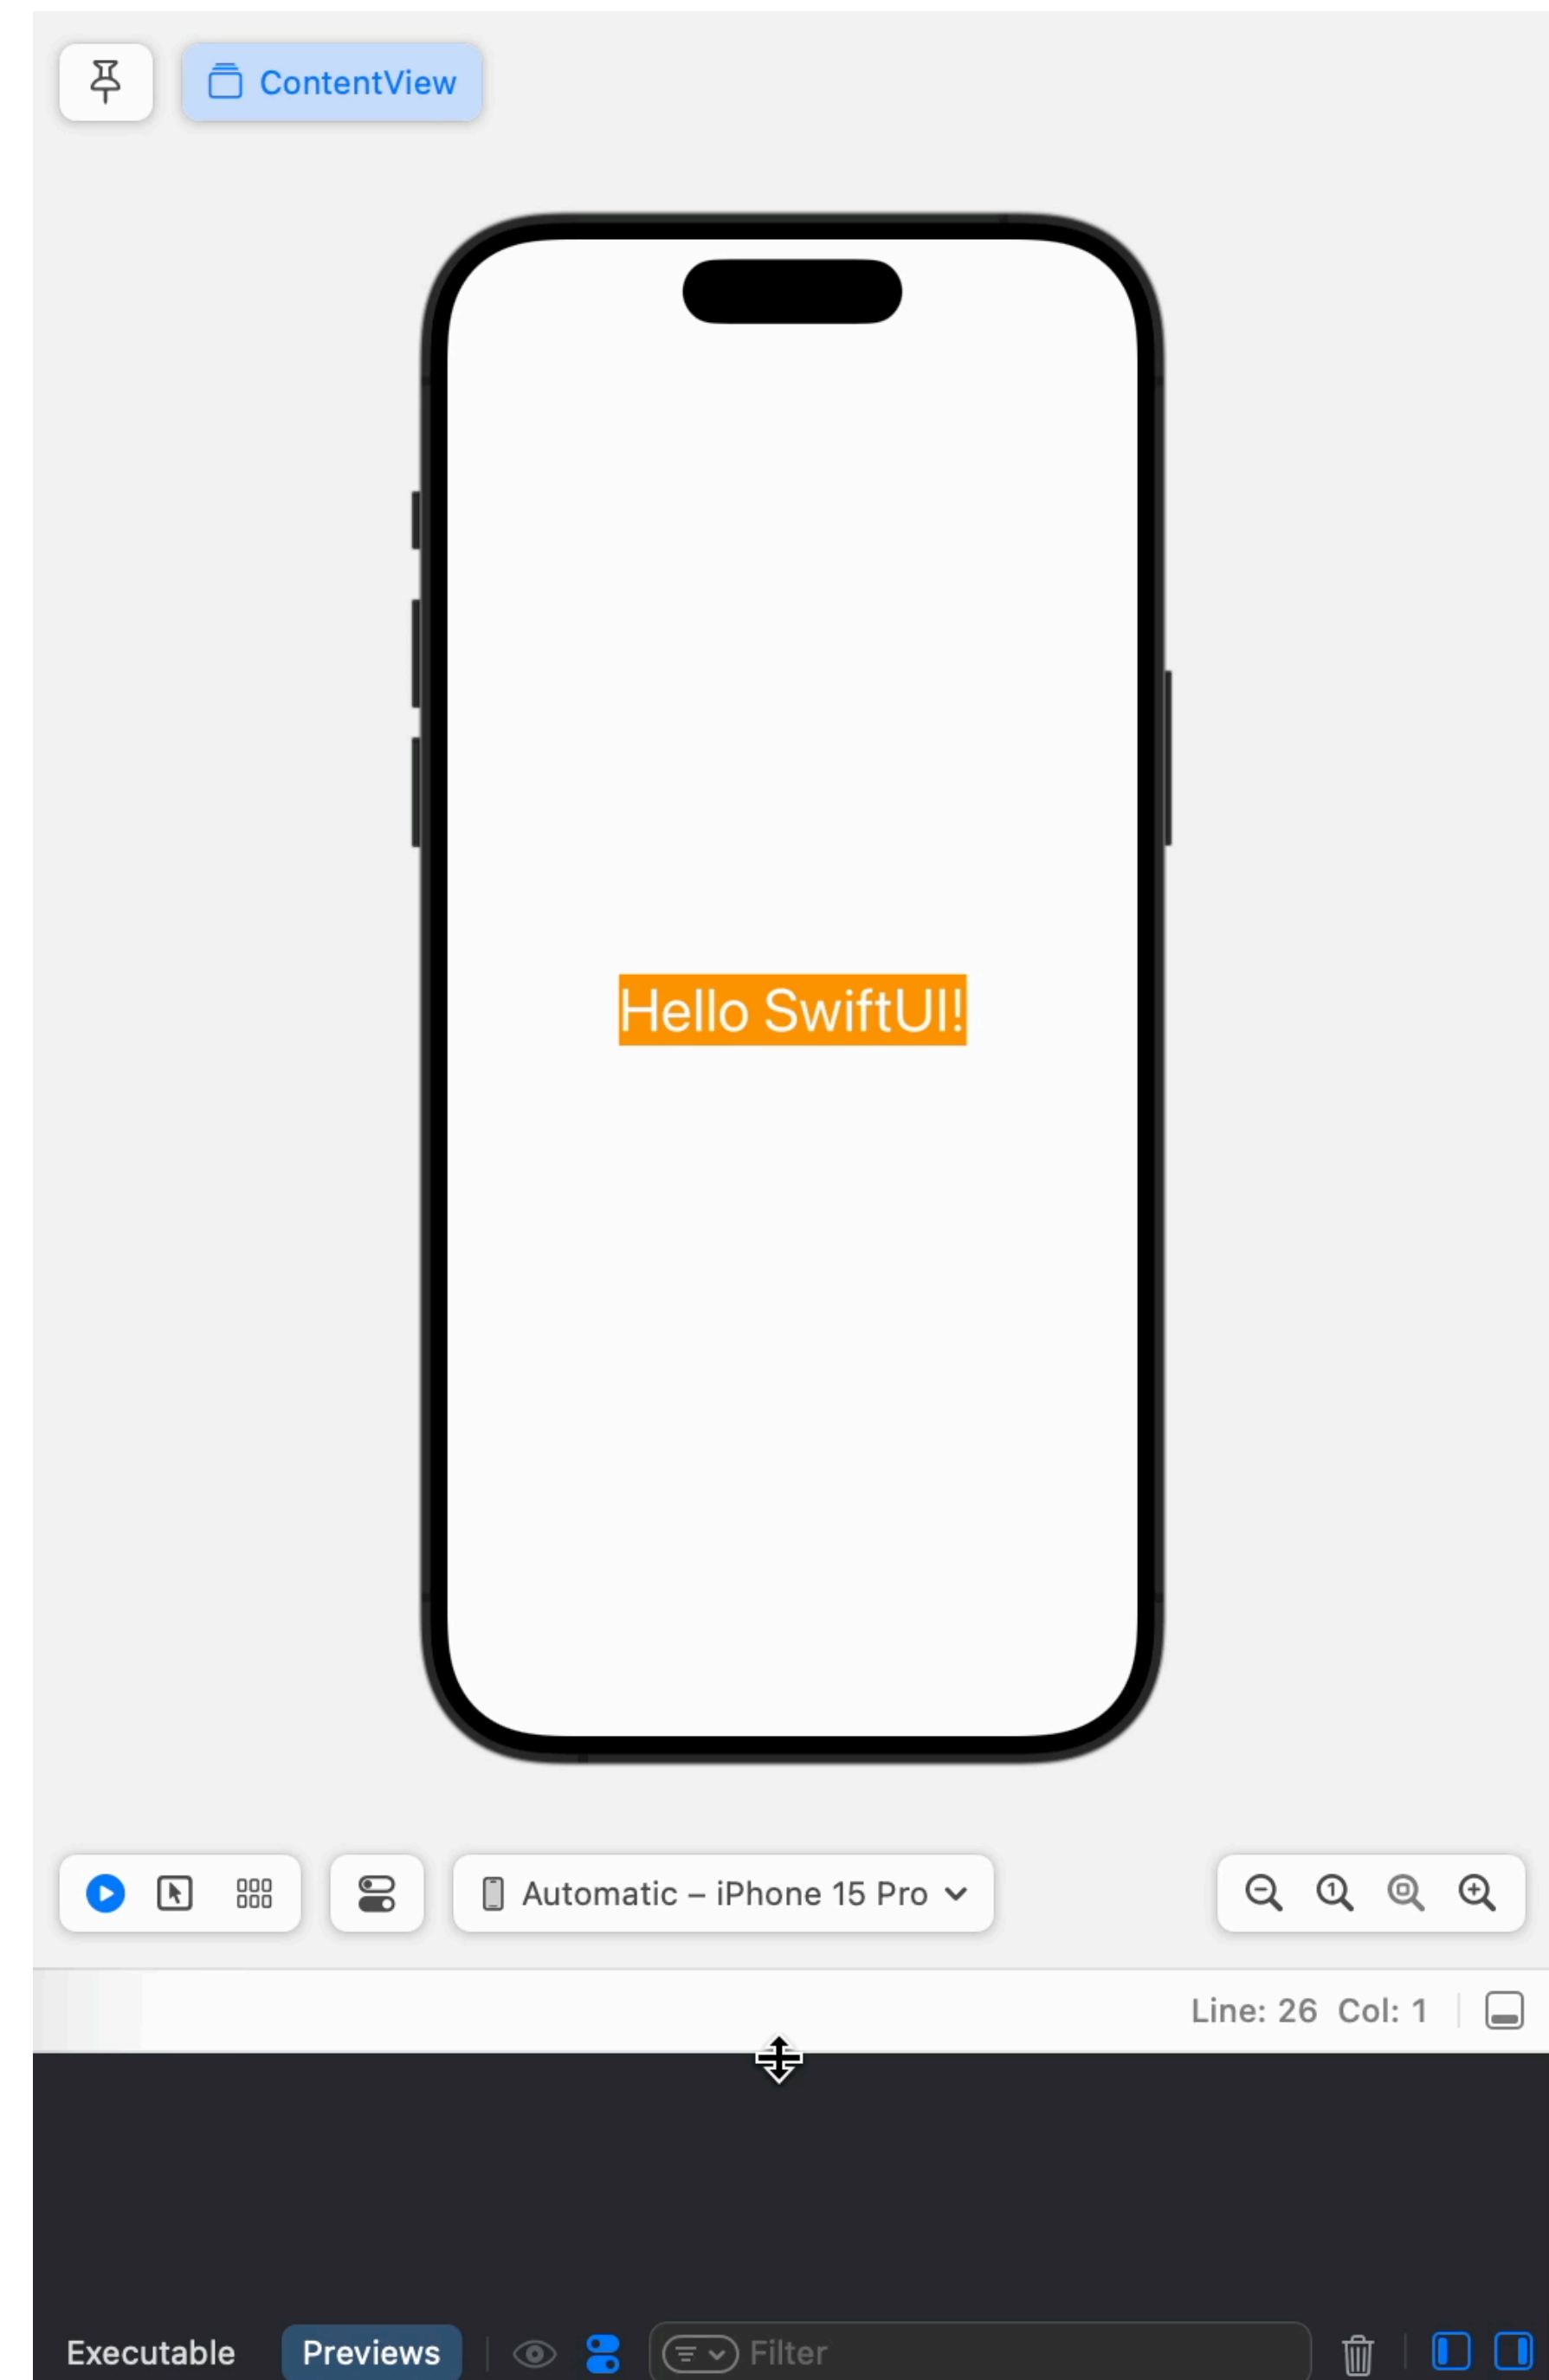 ContentView
Hello SwiftUI!
Automatic – iPhone 15 Pro
Line: 26 Col: 1
Executable Previews Filter